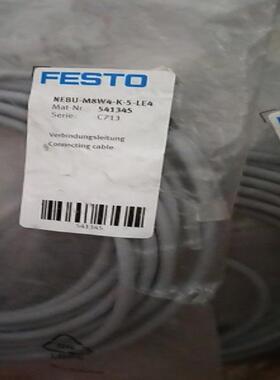 FESTO
NEBU-M8W4-K-5-LE4
Mat-Nr. 541345
Serie: C713
Verbindungsleitung
Connecting cable
541345